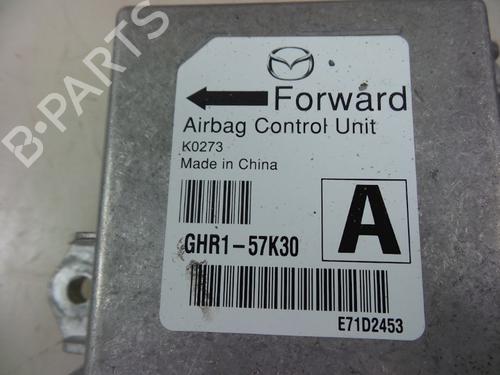 Forward
Airbag Control Unit
K0273
Made in China
A
GHR1-57K30
E71D2453
B-PARTS